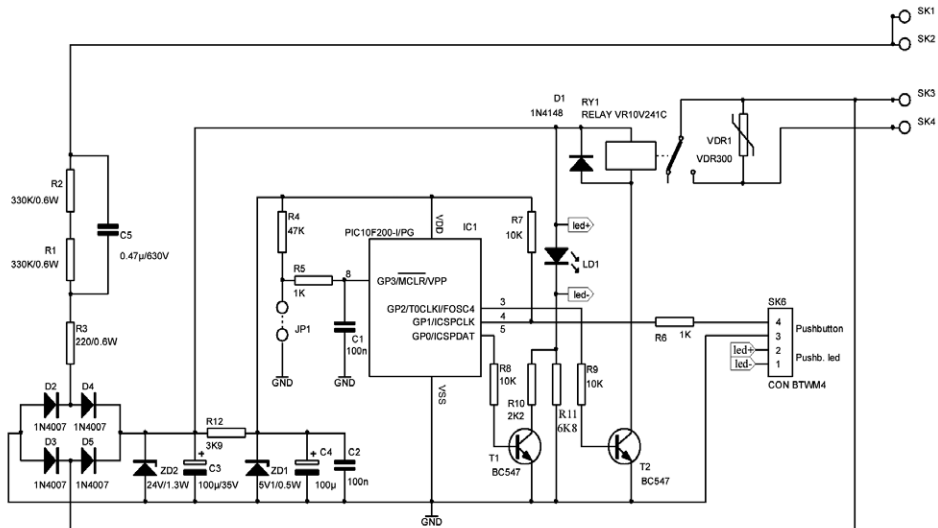 SK1
SK2
SK3
SK4
D1
1N4148
RY1
RELAY VR10V241C
VDR1
VDR300
R2
330K/0.6W
R1
330K/0.6W
C5
0.47µ/630V
R3
220/0.6W
R4
47K
R5
1K
8
JP1
C1
100n
GND
GND
PIC10F200-I/PG
VDD
IC1
GP3/MCLR/VPP
GP2/T0CLKI/FOSC4
GP1/ICSPCLK
GP0/ICSPDAT
VSS
3
4
5
R7
10K
led+
LD1
led-
R8
10K
R10
2K2
R11
6K8
R9
10K
T1
BC547
T2
BC547
R6
1K
SK6
4
3
2
1
Pushbutton
Pushb. led
led+
led-
CON BTWM4
D2
D4
1N4007
1N4007
D3
D5
1N4007
1N4007
R12
3K9
ZD2
24V/1.3W
C3
100µ/35V
+
ZD1
5V1/0.5W
C4
100µ
+
C2
100n
GND